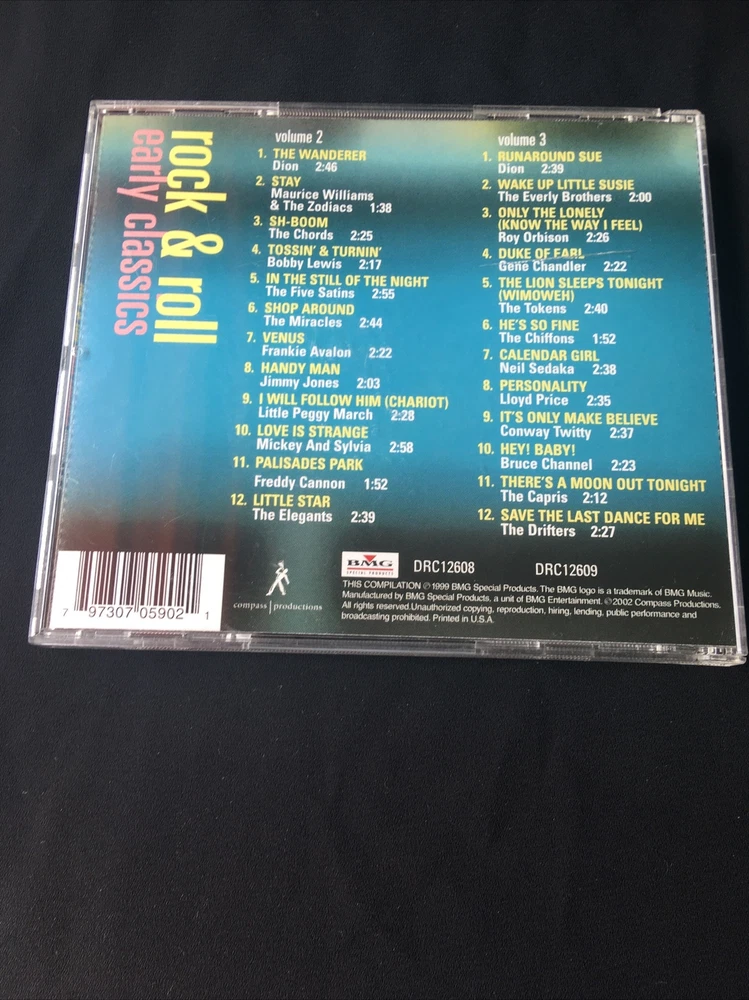 rock & roll
early classics
volume 2
1. THE WANDERER
Dion 2:46
2. STAY
Maurice Williams
& The Zodiacs 1:38
3. SH-BOOM
The Chords 2:25
4. TOSSIN' & TURNIN'
Bobby Lewis 2:17
5. IN THE STILL OF THE NIGHT
The Five Satins 2:55
6. SHOP AROUND
The Miracles 2:44
7. VENUS
Frankie Avalon 2:22
8. HANDY MAN
Jimmy Jones 2:03
9. I WILL FOLLOW HIM (CHARIOT)
Little Peggy March 2:28
10. LOVE IS STRANGE
Mickey And Sylvia 2:58
11. PALISADES PARK
Freddy Cannon 1:52
12. LITTLE STAR
The Elegants 2:39
volume 3
1. RUNAROUND SUE
Dion 2:39
2. WAKE UP LITTLE SUSIE
The Everly Brothers 2:00
3. ONLY THE LONELY
(KNOW THE WAY I FEEL)
Roy Orbison 2:26
4. DUKE OF EARL
Gene Chandler 2:22
5. THE LION SLEEPS TONIGHT
(WIMOWEH)
The Tokens 2:40
6. HE'S SO FINE
The Chiffons 1:52
7. CALENDAR GIRL
Neil Sedaka 2:38
8. PERSONALITY
Lloyd Price 2:35
9. IT'S ONLY MAKE BELIEVE
Conway Twitty 2:37
10. HEY! BABY!
Bruce Channel 2:23
11. THERE'S A MOON OUT TONIGHT
The Capris 2:12
12. SAVE THE LAST DANCE FOR ME
The Drifters 2:27
7 97307 05902 1
compass | productions
BMG
SPECIAL PRODUCTS
DRC12608 DRC12609
THIS COMPILATION ℗1999 BMG Special Products. The BMG logo is a trademark of BMG Music.
Manufactured by BMG Special Products, a unit of BMG Entertainment. ©2002 Compass Productions.
All rights reserved.Unauthorized copying, reproduction, hiring, lending, public performance and
broadcasting prohibited. Printed in U.S.A.